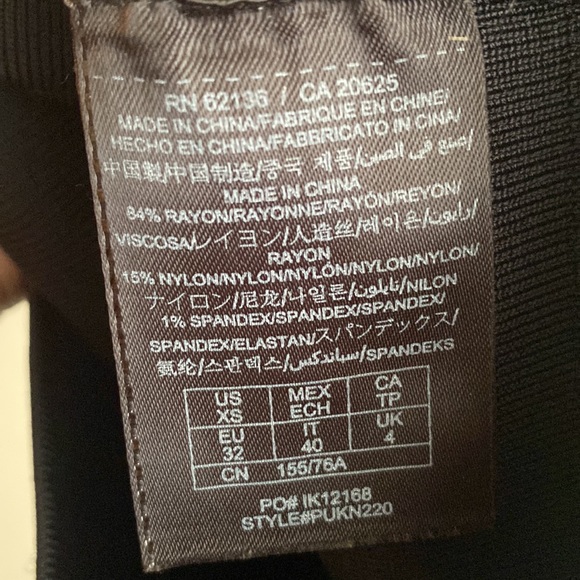 RN 62136 / CA 20625
MADE IN CHINA/FABRIQUE EN CHINE/
HECHO EN CHINA/FABBRICATO IN CINA/
中国製/中国制造/중국 제품/صنع في الصين/
MADE IN CHINA
84% RAYON/RAYONNE/RAYON/REYON/
VISCOSA/レイヨン/人造丝/레이온/رايون/
RAYON
15% NYLON/NYLON/NYLON/NYLON/NYLON/
ナイロン/尼龙/나일론/نايلون/NILON
1% SPANDEX/SPANDEX/SPANDEX/
SPANDEX/ELASTAN/スパンデックス/
氨纶/스판덱스/سباندكس/SPANDEKS
US XS MEX ECH CA TP
EU 32 IT 40 UK 4
CN 155/76A
PO# IK12168
STYLE#PUKN220